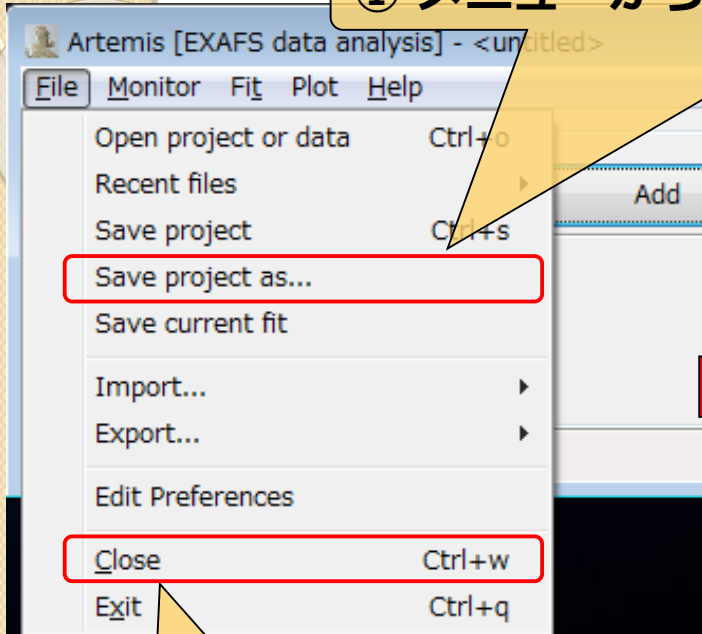 ① メニューから
Artemis [EXAFS data analysis] - <untitled>
File Monitor Fit Plot Help
Open project or data Ctrl+o
Recent files
Add
Save project Ctrl+s
Save project as...
Save current fit
Import...
Export...
Edit Preferences
Close Ctrl+w
Exit Ctrl+q